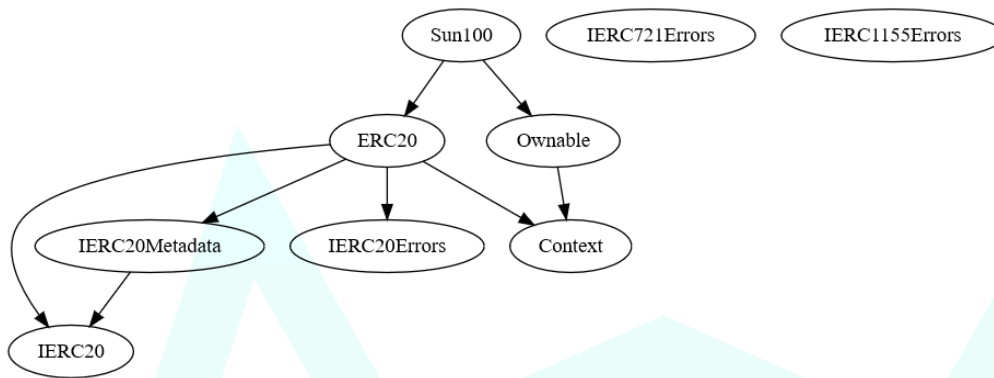 Sun100
IERC721Errors
IERC1155Errors
ERC20
Ownable
IERC20Metadata
IERC20Errors
Context
IERC20